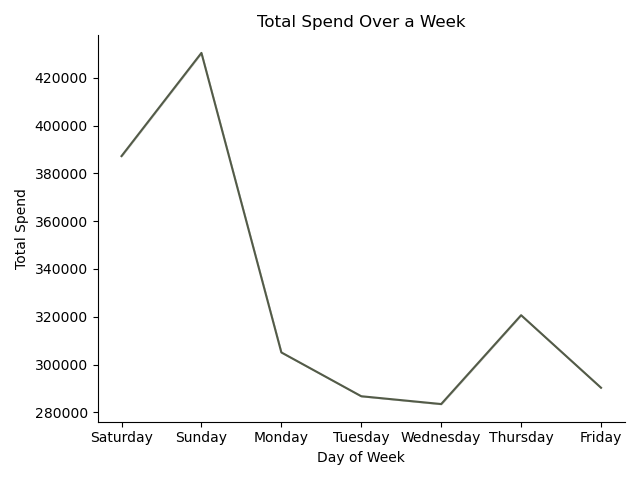 Total Spend Over a Week
Total Spend
420000
400000
380000
360000
340000
320000
300000
280000
Saturday Sunday Monday Tuesday Wednesday Thursday Friday
Day of Week